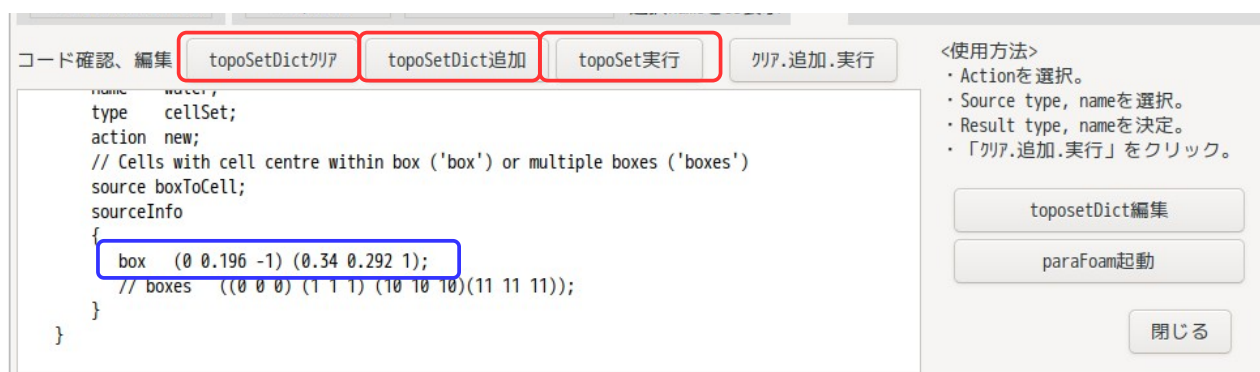 コード確認、編集 toposetDictｸﾘｱ topoSetDict追加 topoSet実行 ｸﾘｱ.追加.実行
name water;
type cellSet;
action new;
// Cells with cell centre within box ('box') or multiple boxes ('boxes')
source boxToCell;
sourceInfo
{
box (0 0.196 -1) (0.34 0.292 1);
// boxes ((0 0 0) (1 1 1) (10 10 10)(11 11 11));
}
}
<使用方法>
・Actionを選択。
・Source type, nameを選択。
・Result type, nameを決定。
・「ｸﾘｱ.追加.実行」をクリック。
toposetDict編集
paraFoam起動
閉じる